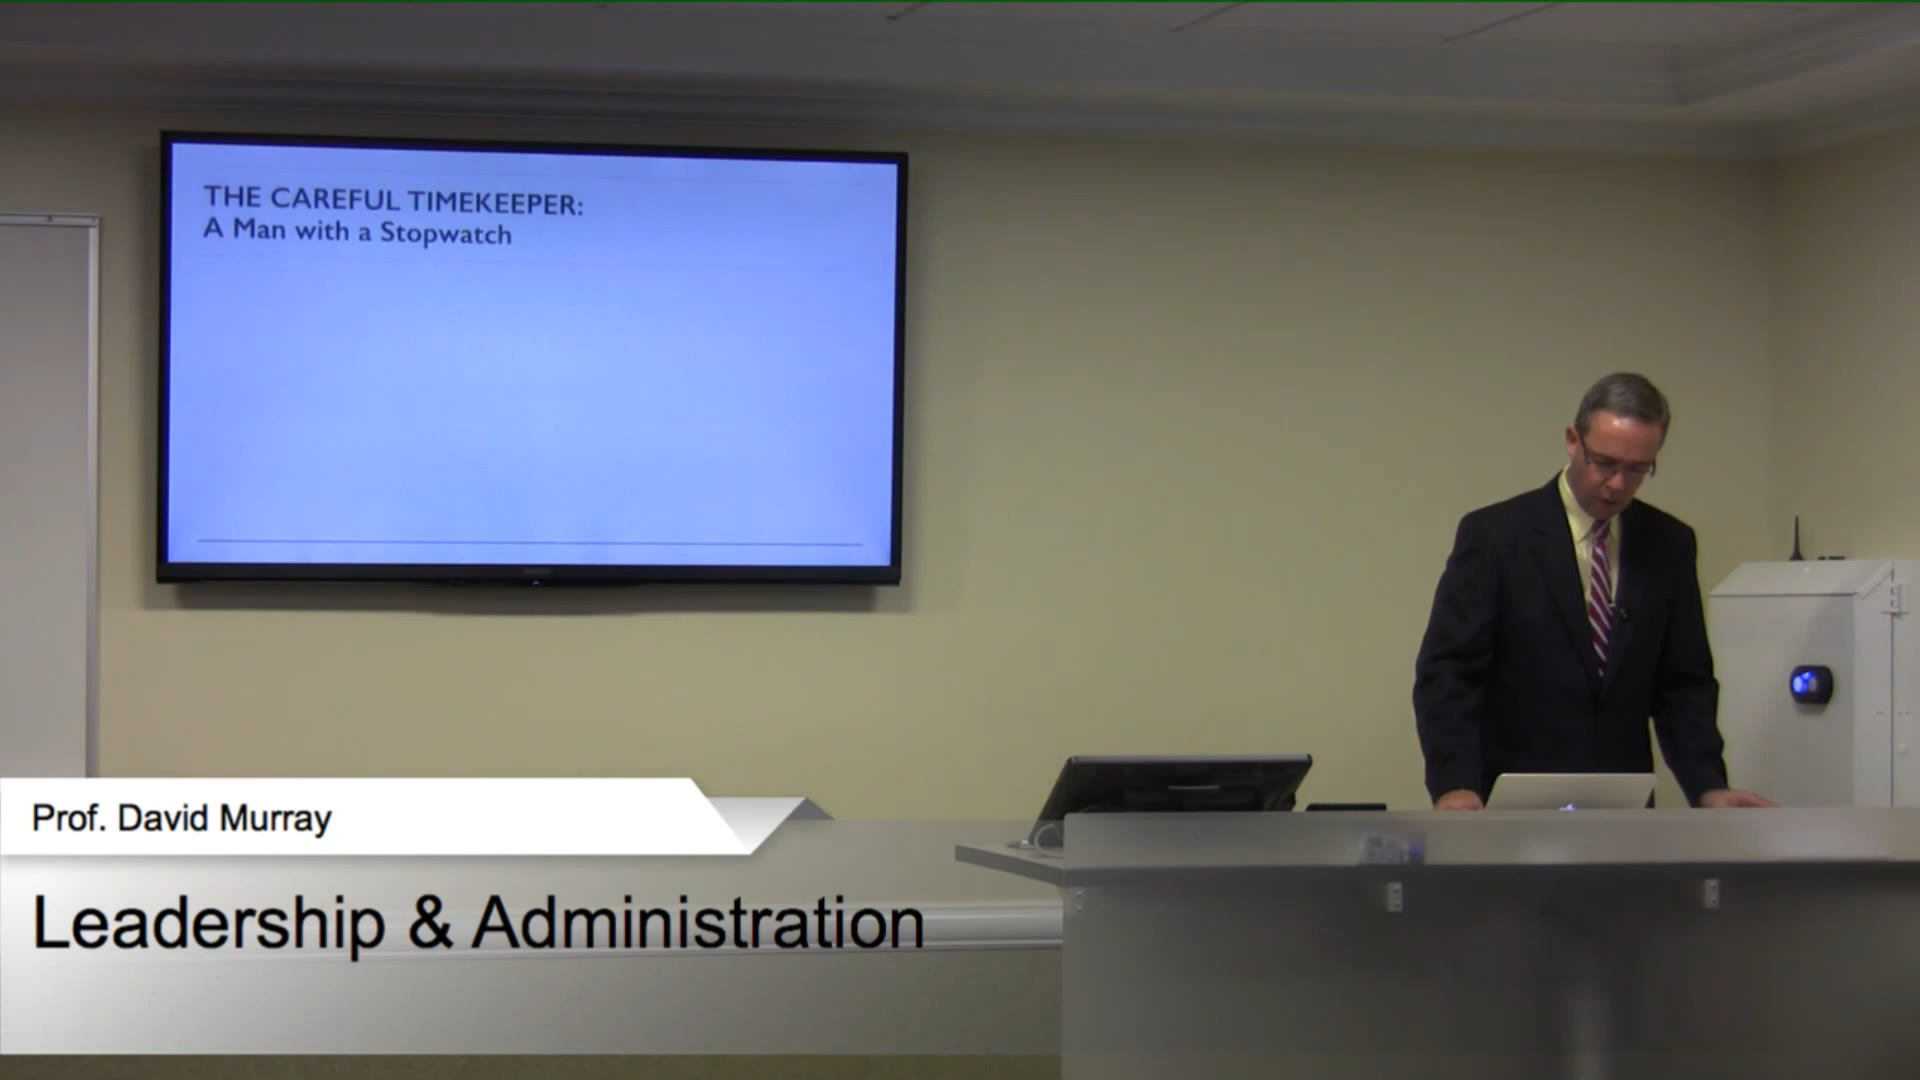 THE CAREFUL TIMEKEEPER:
A Man with a Stopwatch
Prof. David Murray
Leadership & Administration